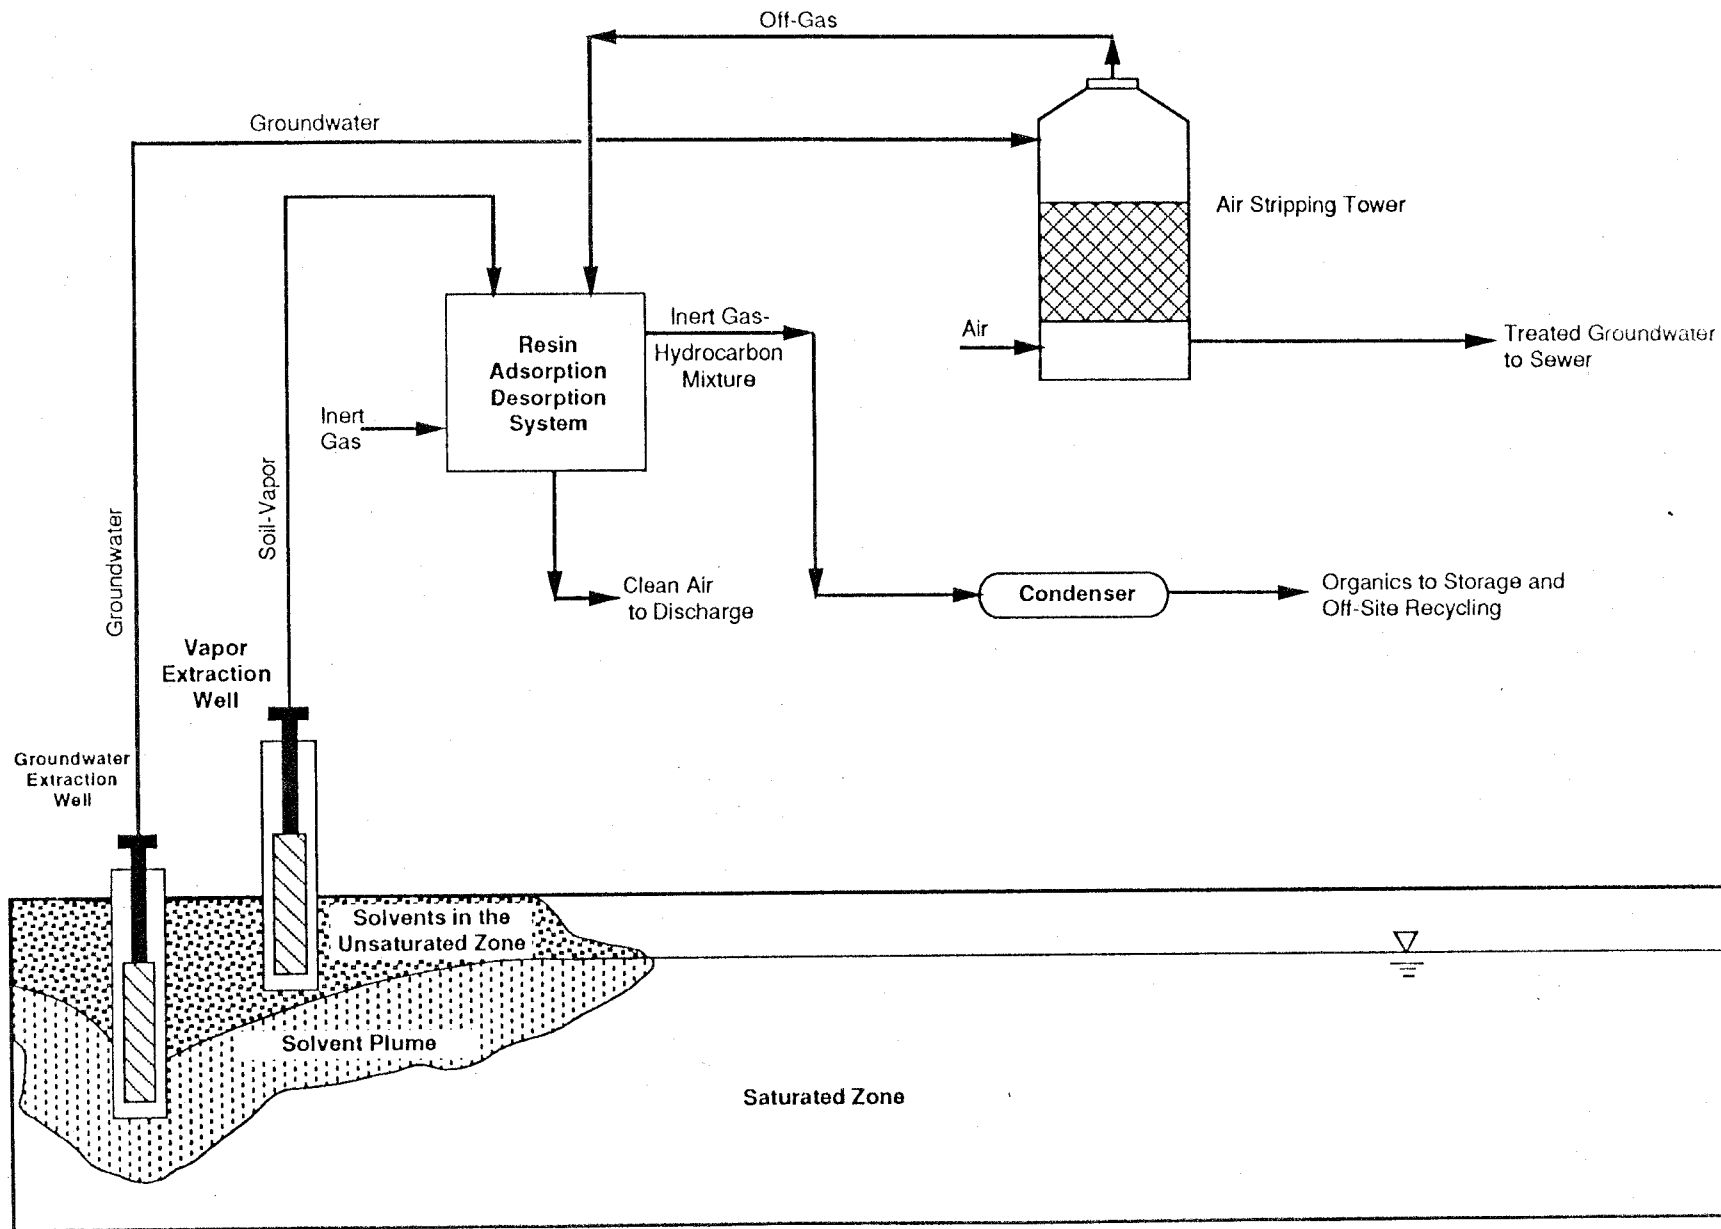 Off-Gas
Groundwater
Air Stripping Tower
Air
Treated Groundwater
to Sewer
Resin
Adsorption
Desorption
System
Inert Gas-
Hydrocarbon
Mixture
Inert
Gas
Soil-Vapor
Groundwater
Clean Air
to Discharge
Condenser
Organics to Storage and
Off-Site Recycling
Vapor
Extraction
Well
Groundwater
Extraction
Well
Solvents in the
Unsaturated Zone
Solvent Plume
Saturated Zone